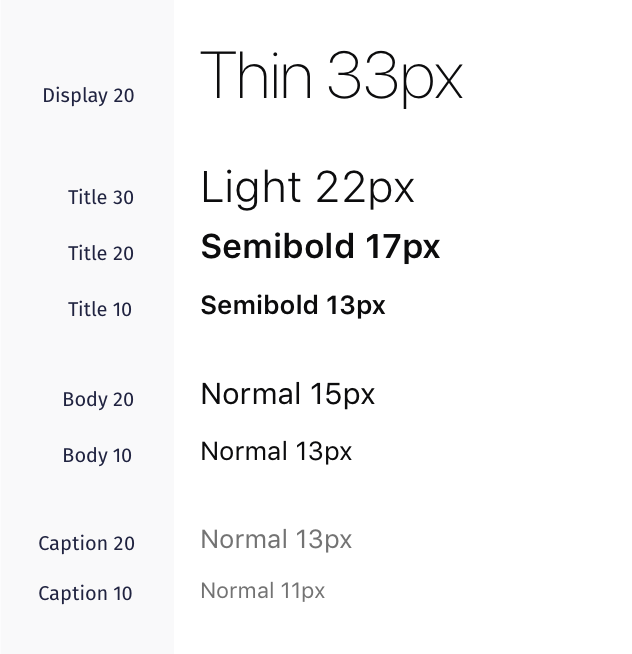 Display 20 Thin 33px
Title 30 Light 22px
Title 20 Semibold 17px
Title 10 Semibold 13px
Body 20 Normal 15px
Body 10 Normal 13px
Caption 20 Normal 13px
Caption 10 Normal 11px